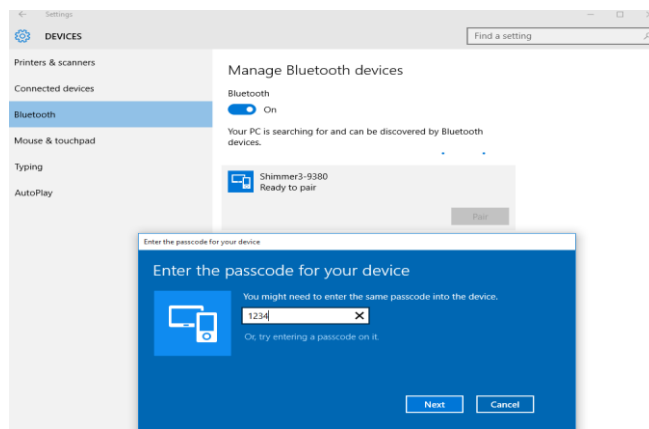 Settings
DEVICES
Find a setting
Printers & scanners
Connected devices
Bluetooth
Mouse & touchpad
Typing
AutoPlay
Manage Bluetooth devices
Bluetooth
On
Your PC is searching for and can be discovered by Bluetooth
devices.
Shimmer3-9380
Ready to pair
Pair
Enter the passcode for your device
Enter the passcode for your device
You might need to enter the same passcode into the device.
1234
Or, try entering a passcode on it.
Next
Cancel